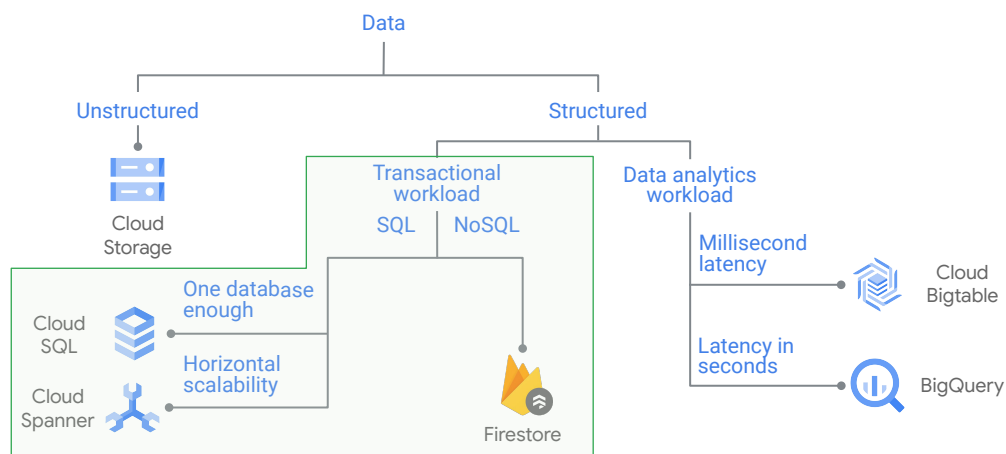 Data
Unstructured
Structured
Cloud
Storage
Transactional
workload
SQL
NoSQL
Data analytics
workload
One database
enough
Cloud
SQL
Horizontal
scalability
Cloud
Spanner
Firestore
Millisecond
latency
Cloud
Bigtable
Latency in
seconds
BigQuery